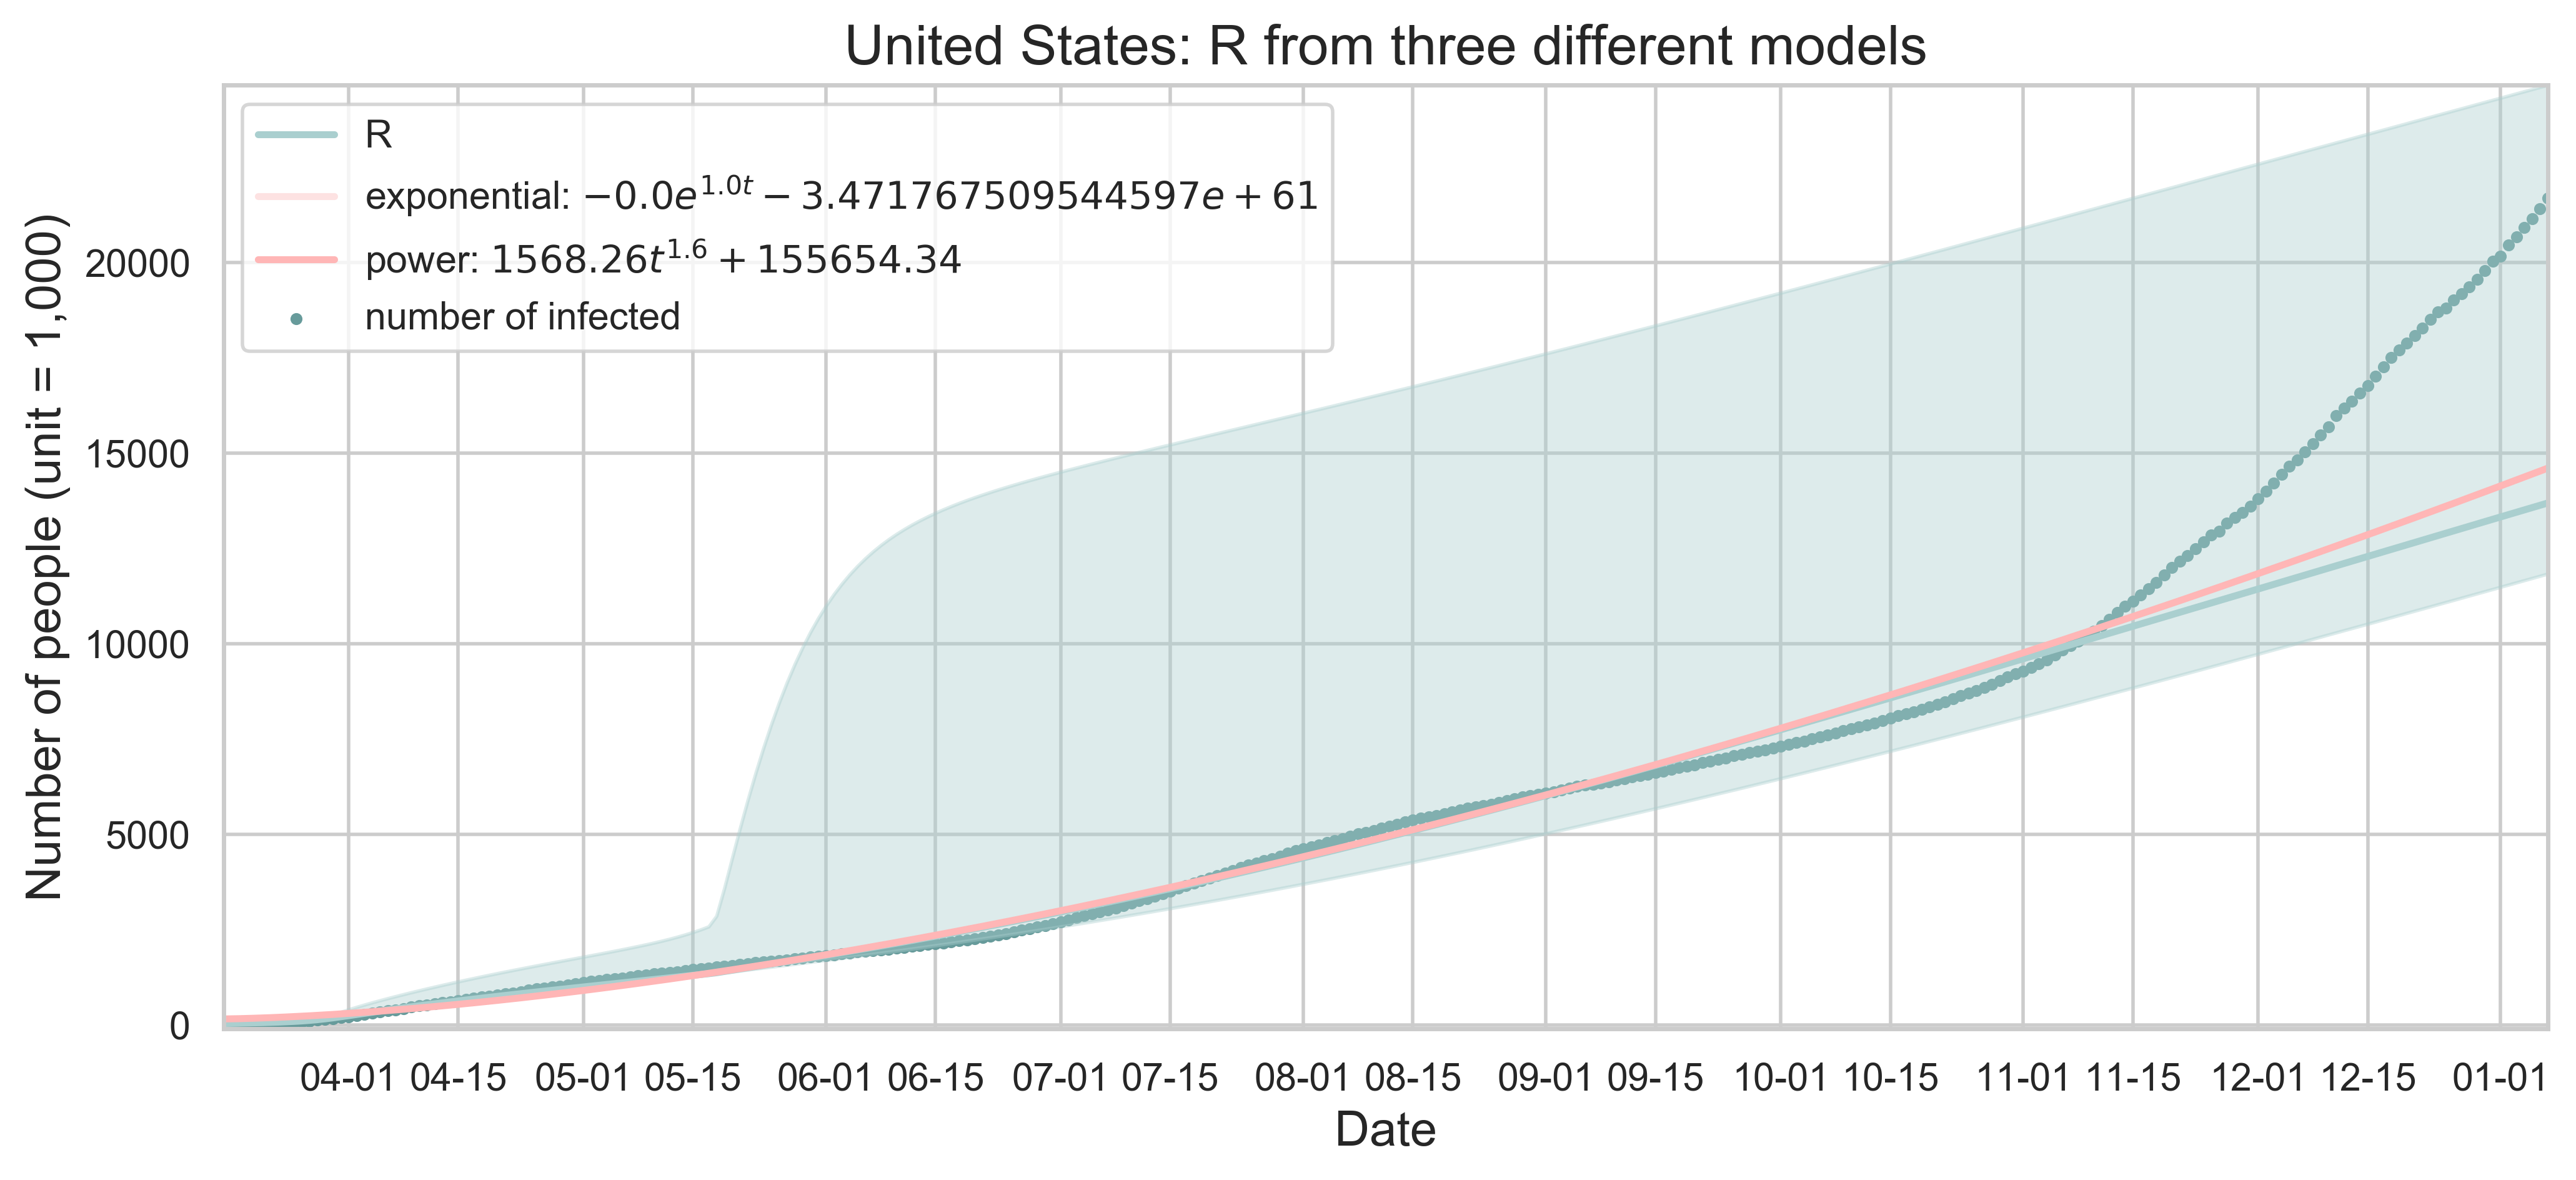 United States: R from three different models
R
exponential: −0.0e^{1.0t} − 3.4717675095445​97e + 61
power: 1568.26t^{1.6} + 155654.34
number of infected
Number of people (unit = 1,000)
20000
15000
10000
5000
0
04-01 04-15 05-01 05-15 06-01 06-15 07-01 07-15 08-01 08-15 09-01 09-15 10-01 10-15 11-01 11-15 12-01 12-15 01-01
Date